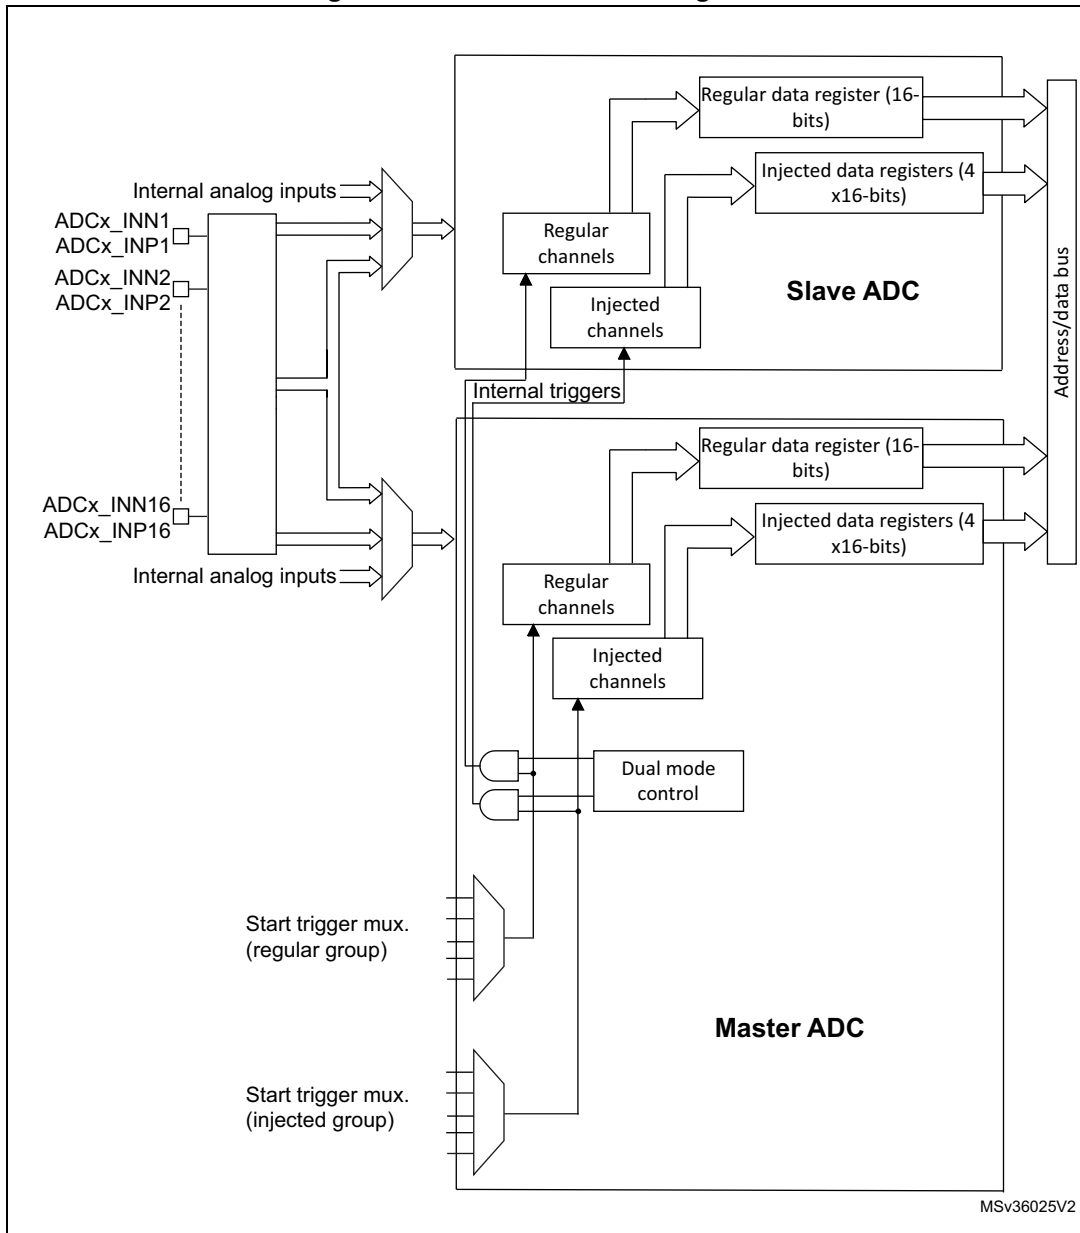 Regular data register (16-
bits)
Internal analog inputs
Injected data registers (4
x16-bits)
ADCx_INN1
ADCx_INP1
Regular
channels
ADCx_INN2
ADCx_INP2
Injected
channels
Slave ADC
Address/data bus
Internal triggers
Regular data register (16-
bits)
ADCx_INN16
ADCx_INP16
Injected data registers (4
x16-bits)
Internal analog inputs
Regular
channels
Injected
channels
Dual mode
control
Start trigger mux.
(regular group)
Master ADC
Start trigger mux.
(injected group)
MSv36025V2